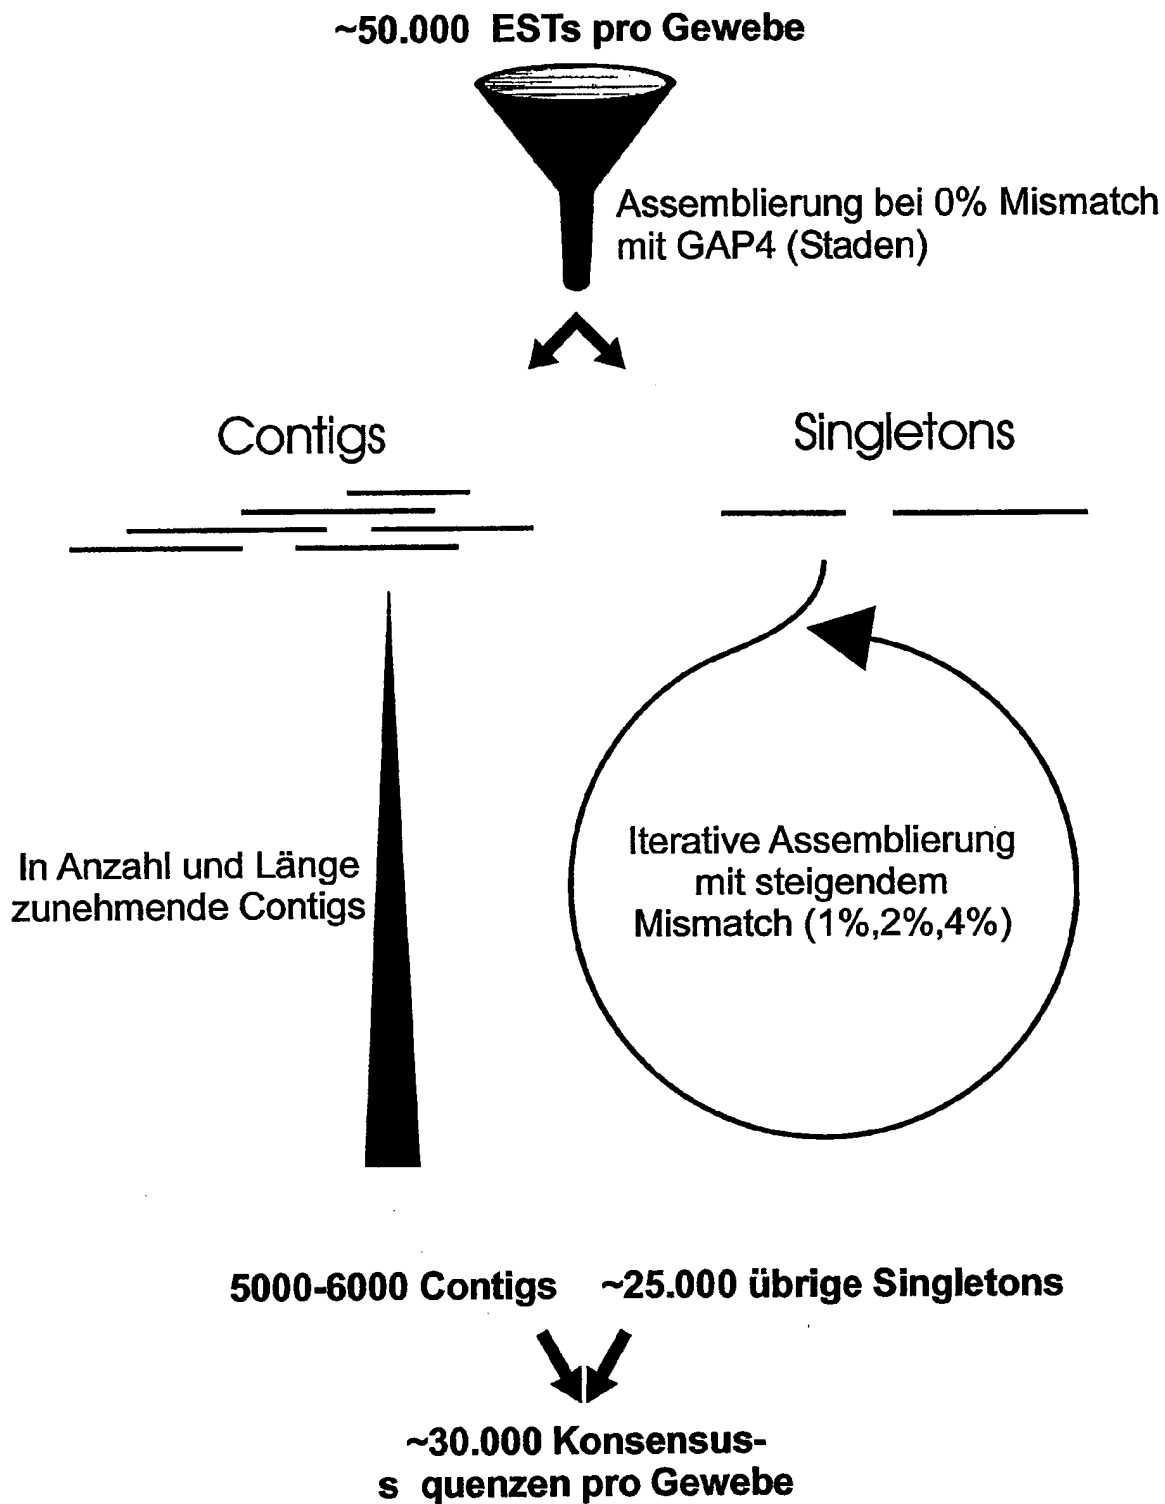 ~50.000 ESTs pro Gewebe
Assemblierung bei 0% Mismatch
mit GAP4 (Staden)
Contigs
Singletons
In Anzahl und Länge
zunehmende Contigs
Iterative Assemblierung
mit steigendem
Mismatch (1%,2%,4%)
5000-6000 Contigs
~25.000 übrige Singletons
~30.000 Konsensus-
s quenzen pro Gewebe